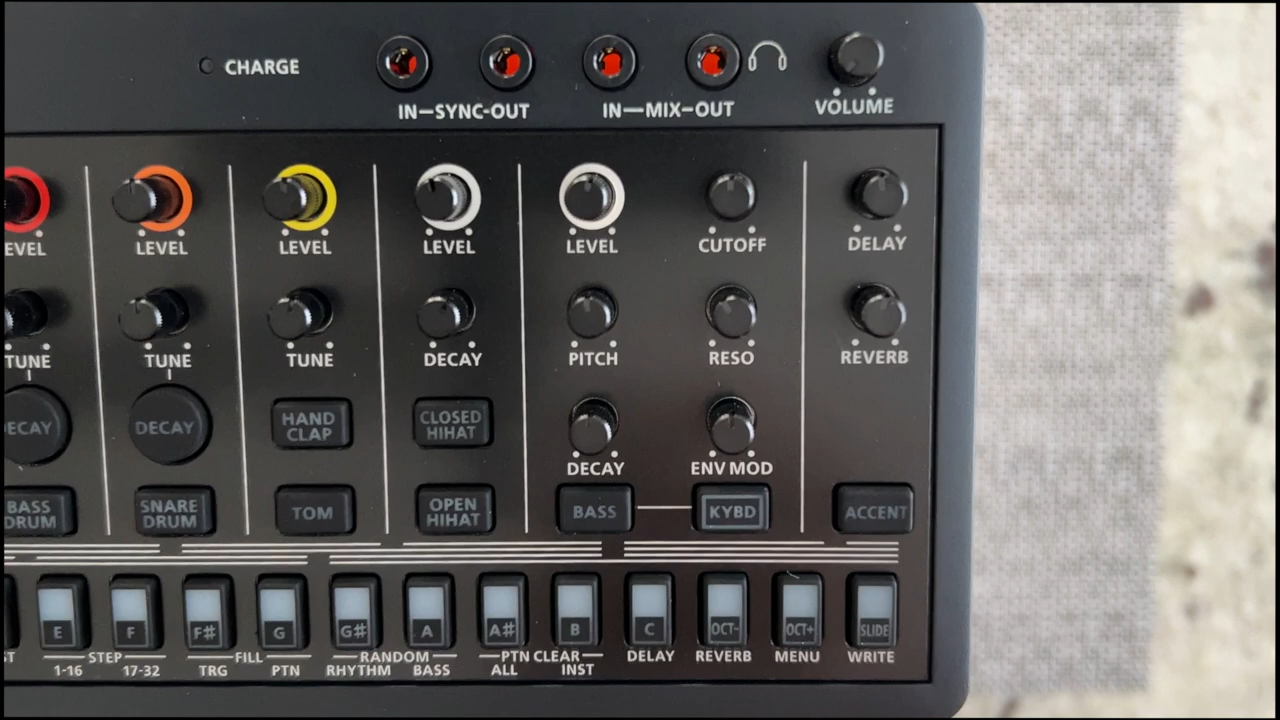 CHARGE
IN—SYNC-OUT
IN—MIX—OUT
VOLUME
LEVEL LEVEL LEVEL LEVEL LEVEL CUTOFF DELAY
TUNE TUNE TUNE DECAY PITCH RESO REVERB
DECAY DECAY
HAND
CLAP
CLOSED
HIHAT
DECAY ENV MOD
BASS
DRUM
SNARE
DRUM
TOM
OPEN
HIHAT
BASS KYBD ACCENT
E F F# G G# A A# B C OCT- OCT+ SLIDE
STEP FILL RANDOM PTN CLEAR DELAY REVERB MENU WRITE
1-16 17-32 TRG PTN RHYTHM BASS ALL INST